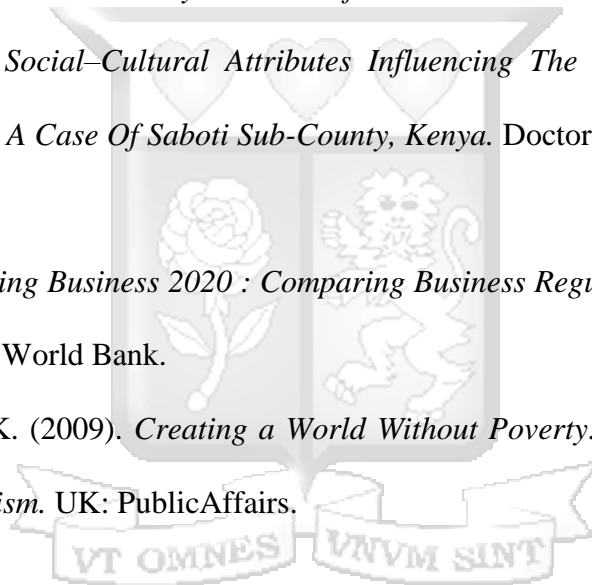 Social–Cultural Attributes Influencing The
A Case Of Saboti Sub-County, Kenya. Doctor
ing Business 2020 : Comparing Business Regu
World Bank.
K. (2009). Creating a World Without Poverty.
ism. UK: PublicAffairs.
VT OMNES VNVM SINT